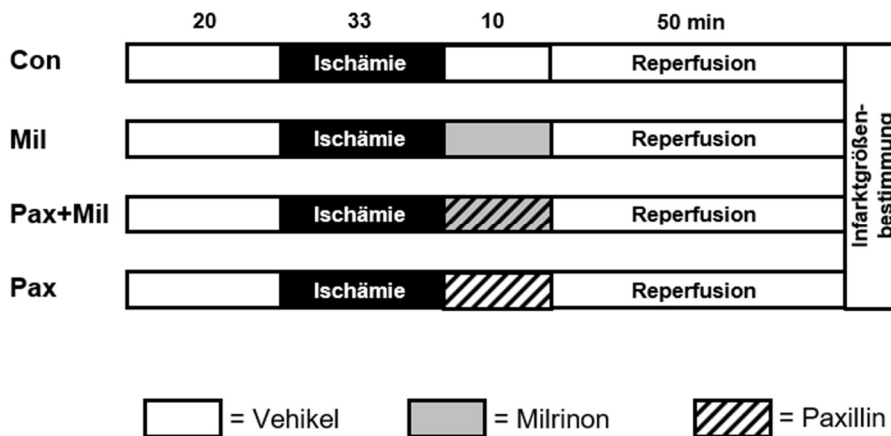 20 33 10 50 min
Con Ischämie Reperfusion
Mil Ischämie Reperfusion
Pax+Mil Ischämie Reperfusion
Pax Ischämie Reperfusion
Infarktgrößen-
bestimmung
= Vehikel = Milrinon = Paxillin